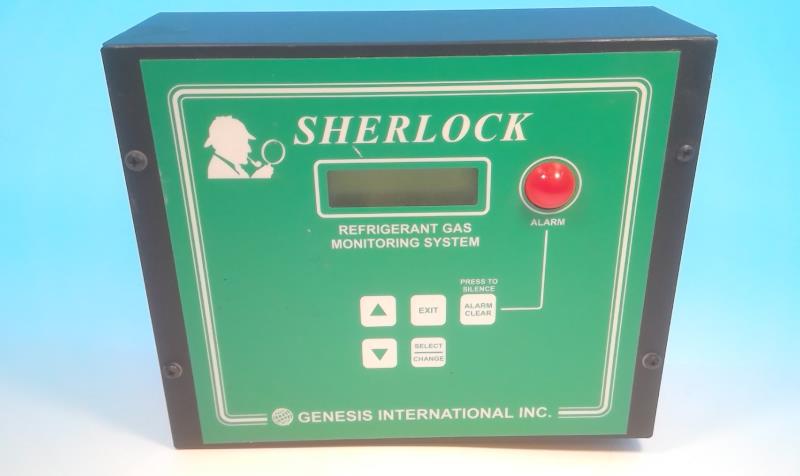 SHERLOCK
REFRIGERANT GAS
MONITORING SYSTEM
ALARM
PRESS TO
SILENCE
EXIT
ALARM
CLEAR
SELECT
CHANGE
GENESIS INTERNATIONAL INC.